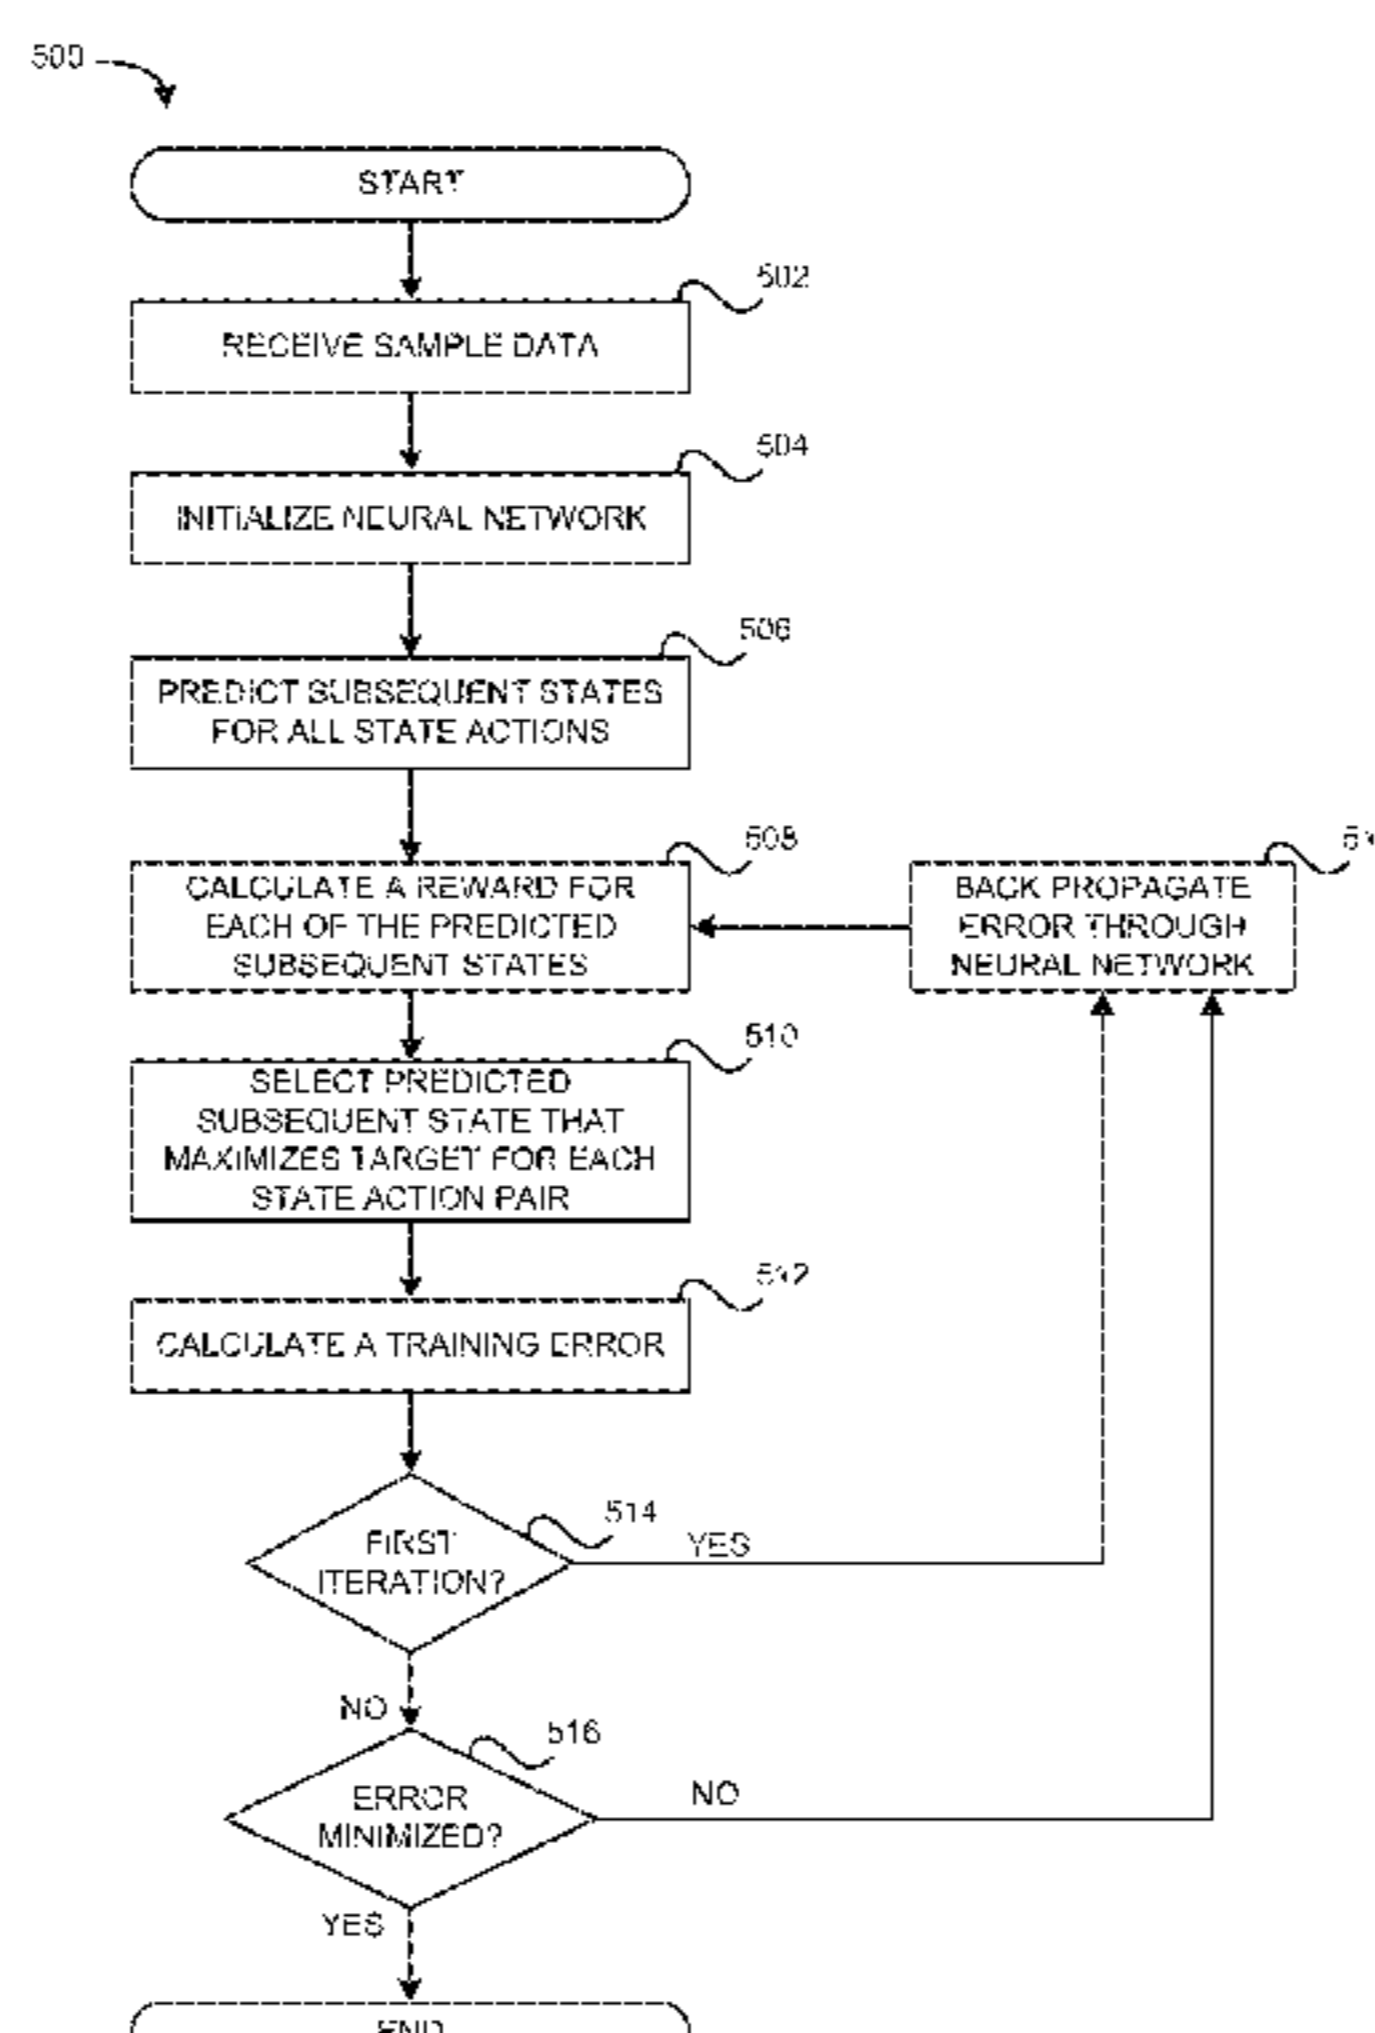 500
START
502
RECEIVE SAMPLE DATA
504
INITIALIZE NEURAL NETWORK
506
PREDICT SUBSEQUENT STATES
FOR ALL STATE ACTIONS
508
CALCULATE A REWARD FOR
EACH OF THE PREDICTED
SUBSEQUENT STATES
BACK PROPAGATE
ERROR THROUGH
NEURAL NETWORK
510
SELECT PREDICTED
SUBSEQUENT STATE THAT
MAXIMIZES TARGET FOR EACH
STATE ACTION PAIR
512
CALCULATE A TRAINING ERROR
514
FIRST
ITERATION?
YES
NO
516
ERROR
MINIMIZED?
NO
YES
END